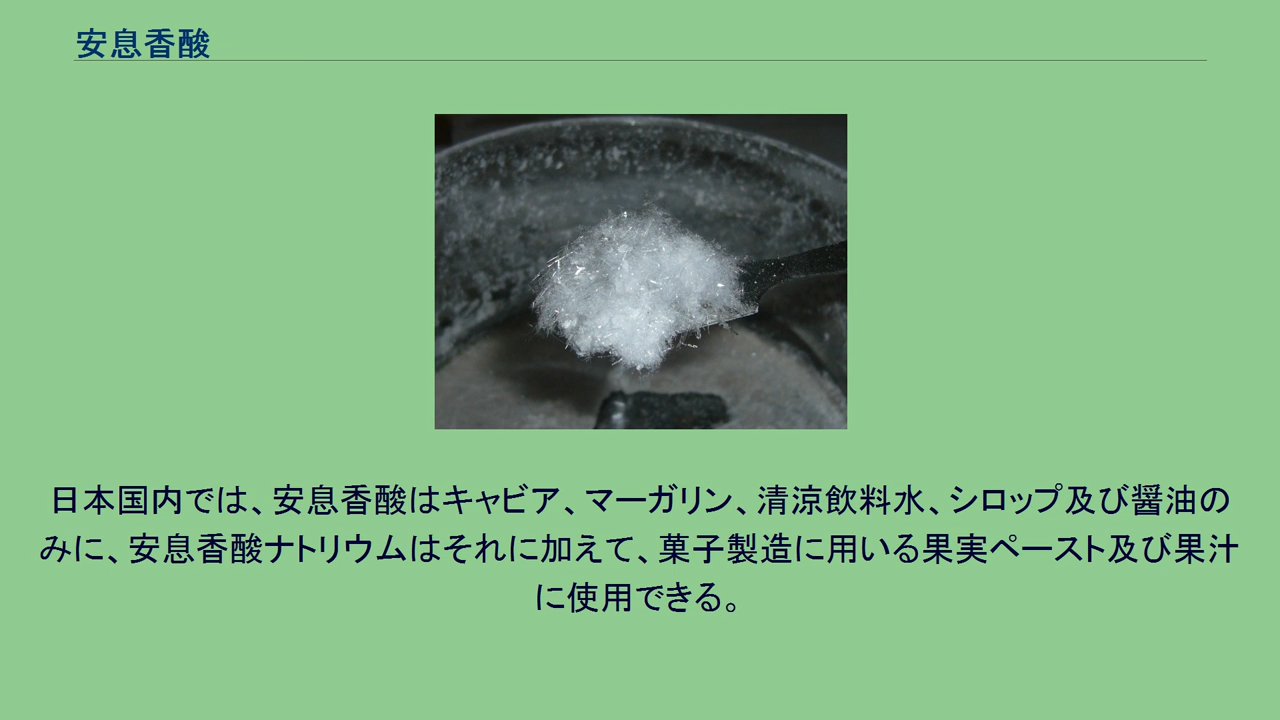 安息香酸
日本国内では、安息香酸はキャビア、マーガリン、清涼飲料水、シロップ及び醤油の
みに、安息香酸ナトリウムはそれに加えて、菓子製造に用いる果実ペースト及び果汁
に使用できる。